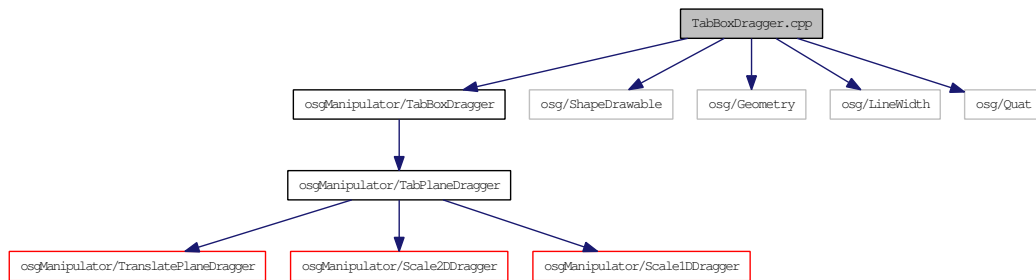 TabBoxDragger.cpp
osgManipulator/TabBoxDragger
osg/ShapeDrawable
osg/Geometry
osg/LineWidth
osg/Quat
osgManipulator/TabPlaneDragger
osgManipulator/TranslatePlaneDragger
osgManipulator/Scale2DDragger
osgManipulator/Scale1DDragger